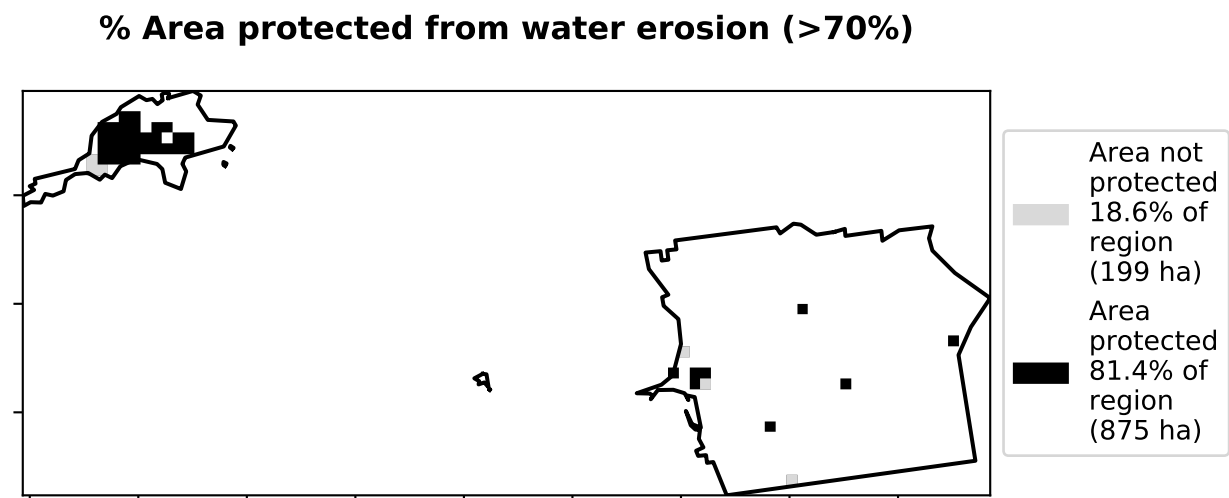 % Area protected from water erosion (>70%)
Area not
protected
18.6% of
region
(199 ha)
Area
protected
81.4% of
region
(875 ha)